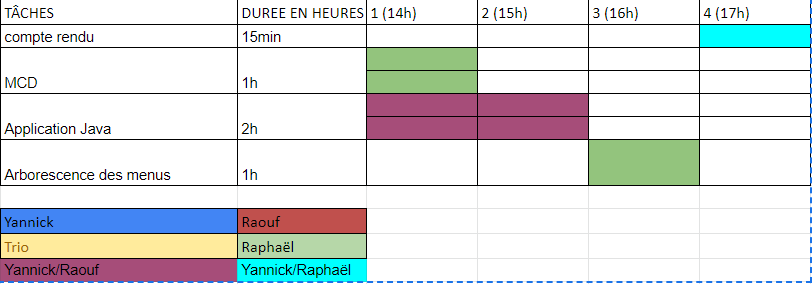 TÂCHES DUREE EN HEURES 1 (14h) 2 (15h) 3 (16h) 4 (17h)
compte rendu 15min
MCD 1h
Application Java 2h
Arborescence des menus 1h
Yannick Raouf
Trio Raphaël
Yannick/Raouf Yannick/Raphaël